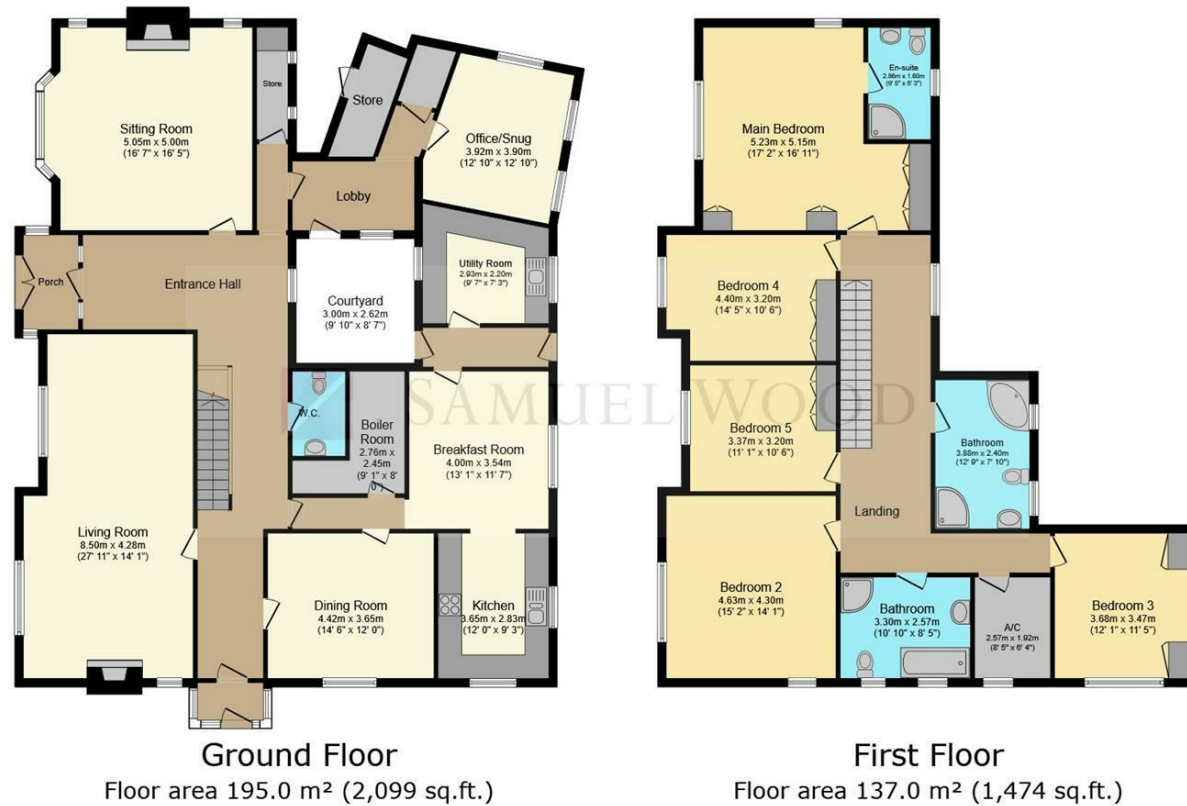 Sitting Room
5.05m x 5.00m
(16' 7" x 16' 5")
Store
Store
Office/Snug
3.92m x 3.90m
(12' 10" x 12' 10")
Lobby
Porch
Entrance Hall
Courtyard
3.00m x 2.62m
(9' 10" x 8' 7")
Utility Room
2.93m x 2.20m
(9' 7" x 7' 3")
SAMUEL WOOD
W.C.
Boiler
Room
2.76m x
2.45m
(9' 1" x 8'
0")
Breakfast Room
4.00m x 3.54m
(13' 1" x 11' 7")
Living Room
8.50m x 4.28m
(27' 11" x 14' 1")
Dining Room
4.42m x 3.65m
(14' 6" x 12' 0")
Kitchen
3.65m x 2.83m
(12' 0" x 9' 3")
Ground Floor
Floor area 195.0 m² (2,099 sq.ft.)
En-suite
2.86m x 1.60m
(9' 5" x 5' 3")
Main Bedroom
5.23m x 5.15m
(17' 2" x 16' 11")
Bedroom 4
4.40m x 3.20m
(14' 5" x 10' 6")
Bedroom 5
3.37m x 3.20m
(11' 1" x 10' 6")
Bathroom
3.88m x 2.40m
(12' 9" x 7' 10")
Landing
Bedroom 2
4.63m x 4.30m
(15' 2" x 14' 1")
Bathroom
3.30m x 2.57m
(10' 10" x 8' 5")
A/C
2.57m x 1.92m
(8' 5" x 6' 4")
Bedroom 3
3.68m x 3.47m
(12' 1" x 11' 5")
First Floor
Floor area 137.0 m² (1,474 sq.ft.)